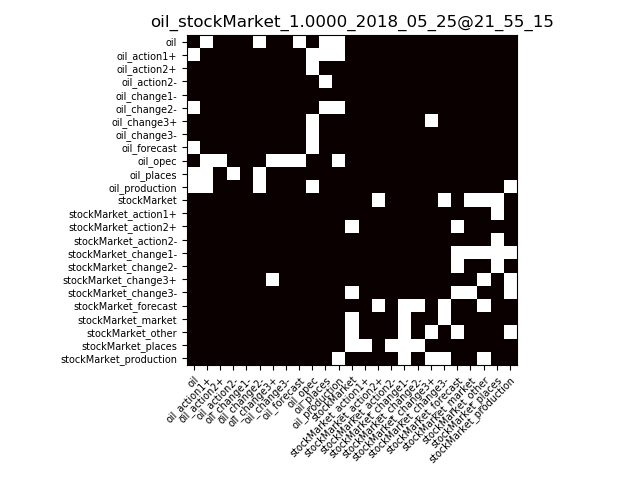 oil_stockMarket_1.0000_2018_05_25@21_55_15
oil
oil_action1+
oil_action2+
oil_action2-
oil_change1-
oil_change2-
oil_change3+
oil_change3-
oil_forecast
oil_opec
oil_places
oil_production
stockMarket
stockMarket_action1+
stockMarket_action2+
stockMarket_action2-
stockMarket_change1-
stockMarket_change2-
stockMarket_change3+
stockMarket_change3-
stockMarket_forecast
stockMarket_market
stockMarket_other
stockMarket_places
stockMarket_production
oil
oil_action1+
oil_action2+
oil_action2-
oil_change1-
oil_change2-
oil_change3+
oil_change3-
oil_forecast
oil_opec
oil_places
oil_production
stockMarket
stockMarket_action1+
stockMarket_action2+
stockMarket_action2-
stockMarket_change1-
stockMarket_change2-
stockMarket_change3+
stockMarket_change3-
stockMarket_forecast
stockMarket_market
stockMarket_other
stockMarket_places
stockMarket_production